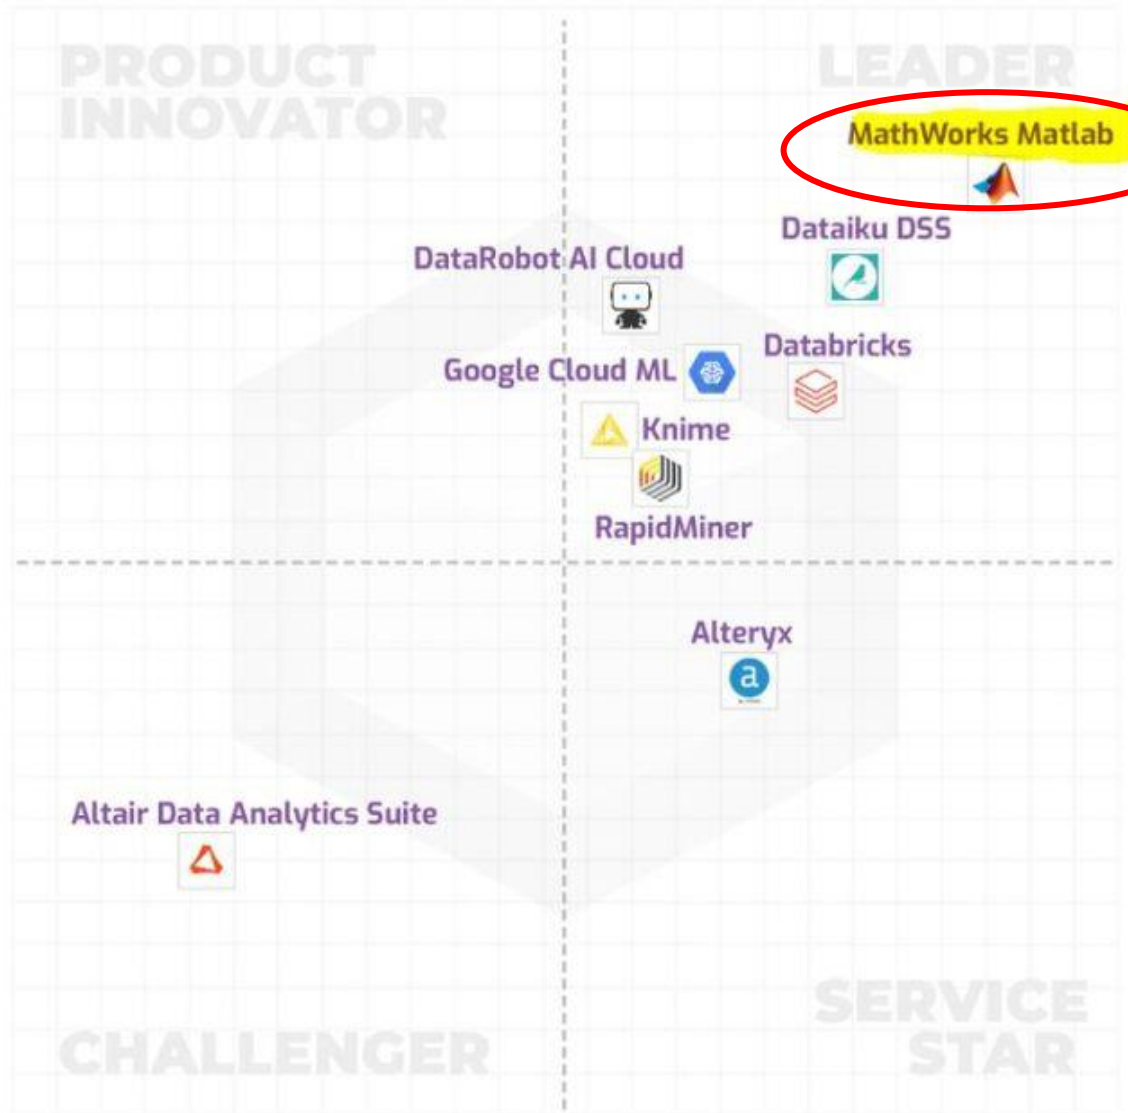 PRODUCT
INNOVATOR
LEADER
MathWorks Matlab
Dataiku DSS
DataRobot AI Cloud
Databricks
Google Cloud ML
Knime
RapidMiner
Alteryx
a
Altair Data Analytics Suite
CHALLENGER
SERVICE
STAR